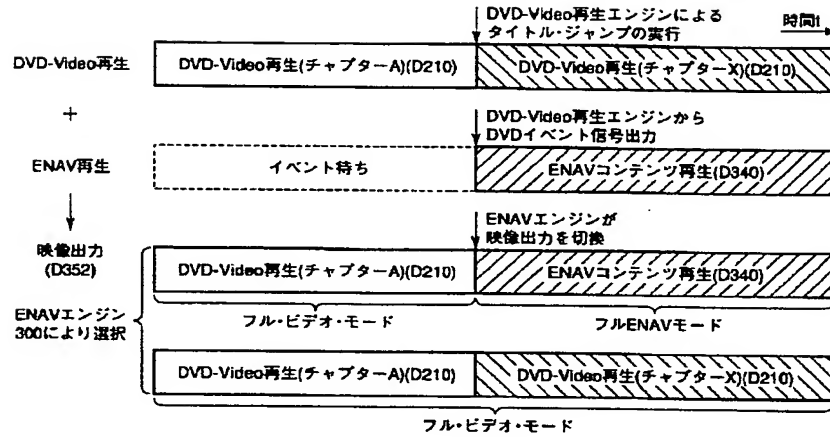 DVD-Video再生エンジンによる
タイトル・ジャンプの実行
時間t
DVD-Video再生
DVD-Video再生(チャプターA)(D210)
DVD-Video再生(チャプターX)(D210)
+
DVD-Video再生エンジンから
DVDイベント信号出力
ENAV再生
イベント待ち
ENAVコンテンツ再生(D340)
ENAVエンジンが
映像出力を切換
映像出力
(D352)
DVD-Video再生(チャプターA)(D210)
ENAVコンテンツ再生(D340)
ENAVエンジン
300により選択
フル・ビデオ・モード
フルENAVモード
DVD-Video再生(チャプターA)(D210)
DVD-Video再生(チャプターX)(D210)
フル・ビデオ・モード